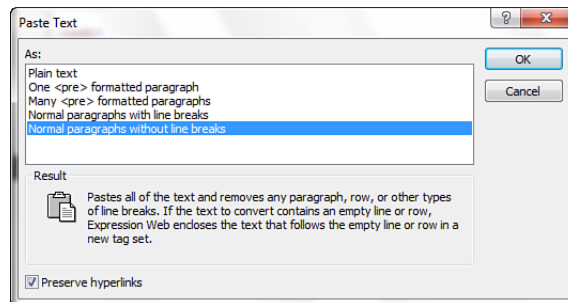 Paste Text
As:
OK
Plain text
One <pre> formatted paragraph
Cancel
Many <pre> formatted paragraphs
Normal paragraphs with line breaks
Normal paragraphs without line breaks
Result
Pastes all of the text and removes any paragraph, row, or other types
of line breaks. If the text to convert contains an empty line or row,
Expression Web encloses the text that follows the empty line or row in a
new tag set.
Preserve hyperlinks